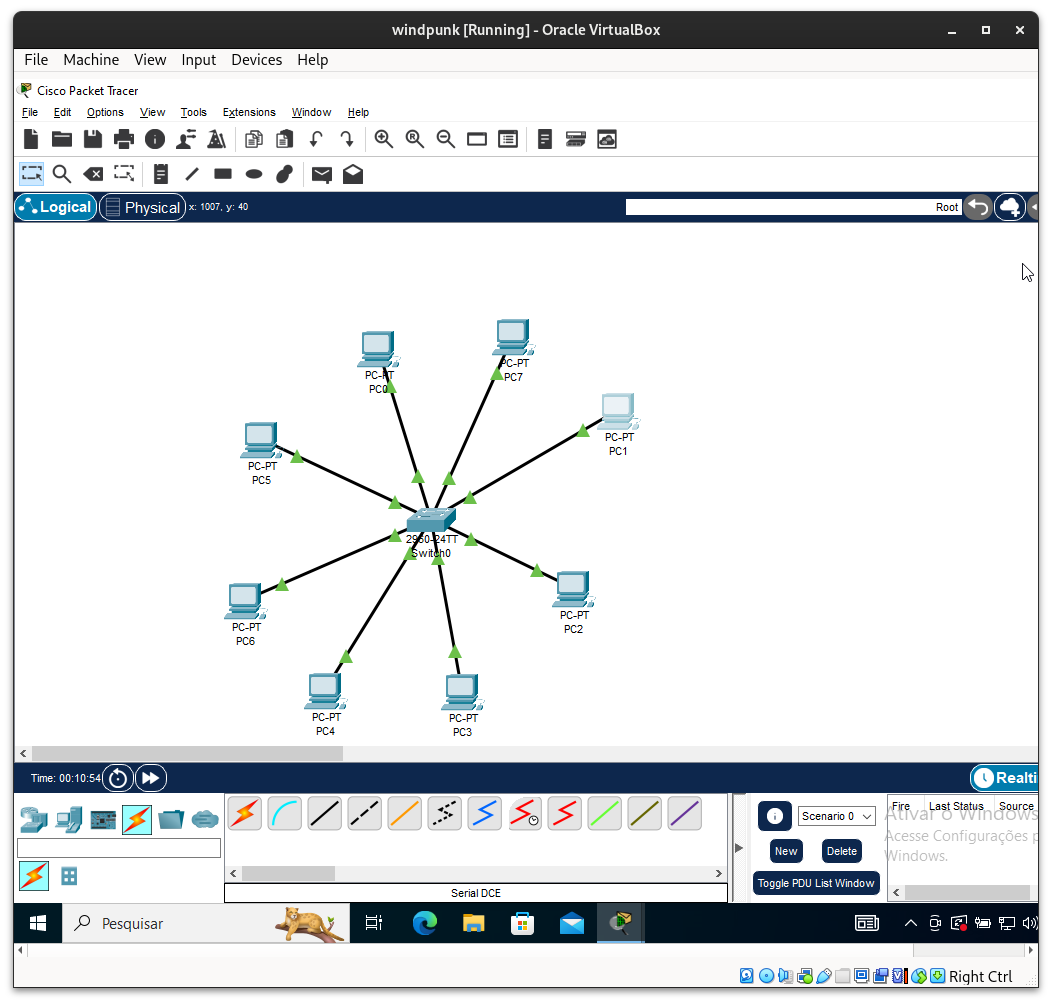 windpunk [Running] - Oracle VirtualBox
File Machine View Input Devices Help
Cisco Packet Tracer
File Edit Options View Tools Extensions Window Help
Logical Physical x: 1007, y: 40 Root
PC-PT
PC0
PC-PT
PC7
PC-PT
PC1
PC-PT
PC5
2950-24TT
Switch0
PC-PT
PC2
PC-PT
PC6
PC-PT
PC4
PC-PT
PC3
Time: 00:10:54 Realti
Scenario 0
Fire Last Status Source
Ativar o Windows
Acesse Configurações p
Windows.
New Delete
Toggle PDU List Window
Serial DCE
Pesquisar
Right Ctrl